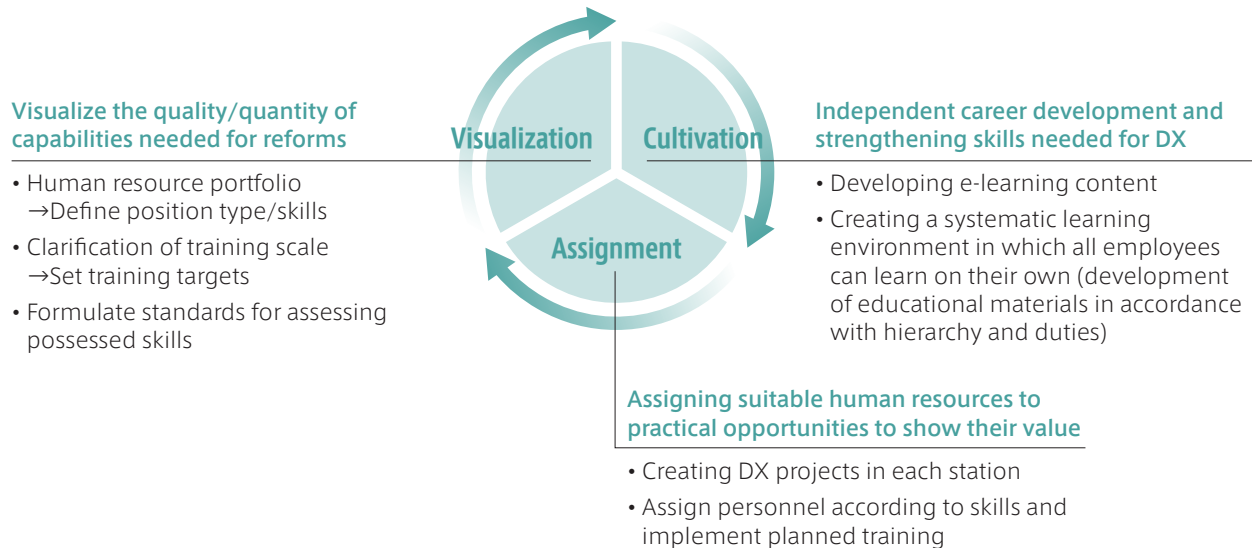 Visualize the quality/quantity of
capabilities needed for reforms
• Human resource portfolio
→Define position type/skills
• Clarification of training scale
→Set training targets
• Formulate standards for assessing
possessed skills
Visualization
Cultivation
Assignment
Independent career development and
strengthening skills needed for DX
• Developing e-learning content
• Creating a systematic learning
environment in which all employees
can learn on their own (development
of educational materials in accordance
with hierarchy and duties)
Assigning suitable human resources to
practical opportunities to show their value
• Creating DX projects in each station
• Assign personnel according to skills and
implement planned training